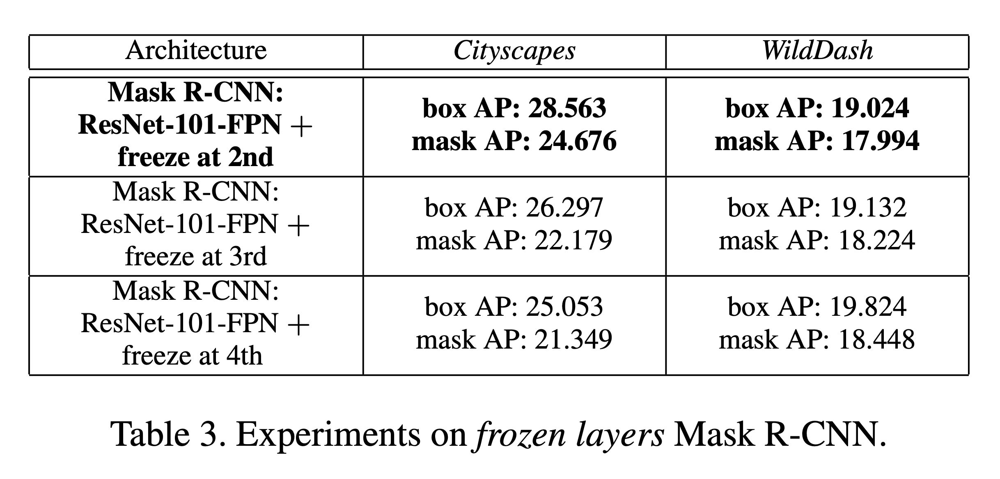 Architecture
Cityscapes
WildDash
Mask R-CNN:
ResNet-101-FPN +
freeze at 2nd
box AP: 28.563
mask AP: 24.676
box AP: 19.024
mask AP: 17.994
Mask R-CNN:
ResNet-101-FPN +
freeze at 3rd
box AP: 26.297
mask AP: 22.179
box AP: 19.132
mask AP: 18.224
Mask R-CNN:
ResNet-101-FPN +
freeze at 4th
box AP: 25.053
mask AP: 21.349
box AP: 19.824
mask AP: 18.448
Table 3. Experiments on frozen layers Mask R-CNN.